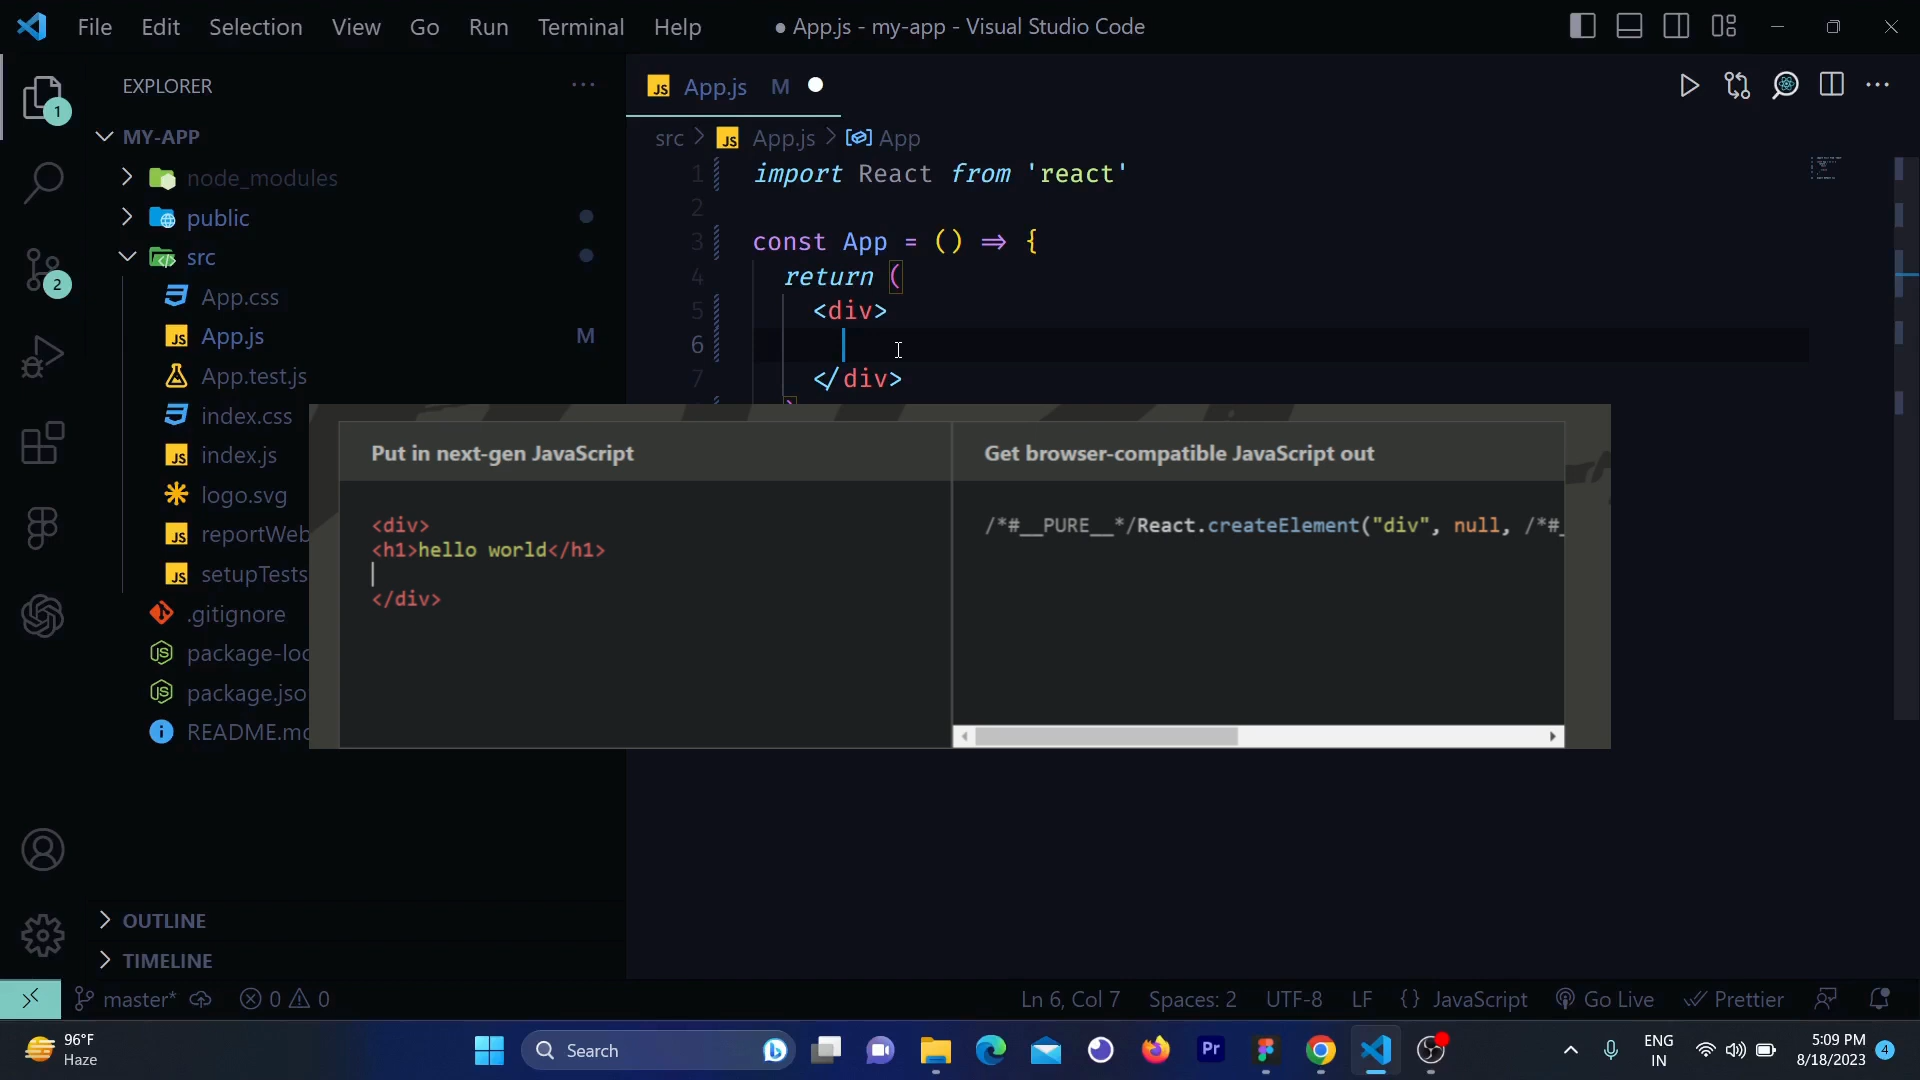 File Edit Selection View Go Run Terminal Help
● App.js - my-app - Visual Studio Code
EXPLORER
MY-APP
node_modules
public
src
App.css
App.js M
App.test.js
index.css
index.js
logo.svg
reportWeb
setupTests
.gitignore
package-loc
package.jso
README.m
OUTLINE
TIMELINE
1
2
App.js M
src > App.js > App
1 import React from 'react'
2
3 const App = () => {
4 return (
5 <div>
6
7 </div>
)
Put in next-gen JavaScript
<div>
<h1>hello world</h1>
</div>
Get browser-compatible JavaScript out
/*#__PURE__*/React.createElement("div", null, /*#_
master* 0 0
Ln 6, Col 7 Spaces: 2 UTF-8 LF {} JavaScript Go Live Prettier
96°F
Haze
Search
Pr
ENG
IN
5:09 PM
8/18/2023
4